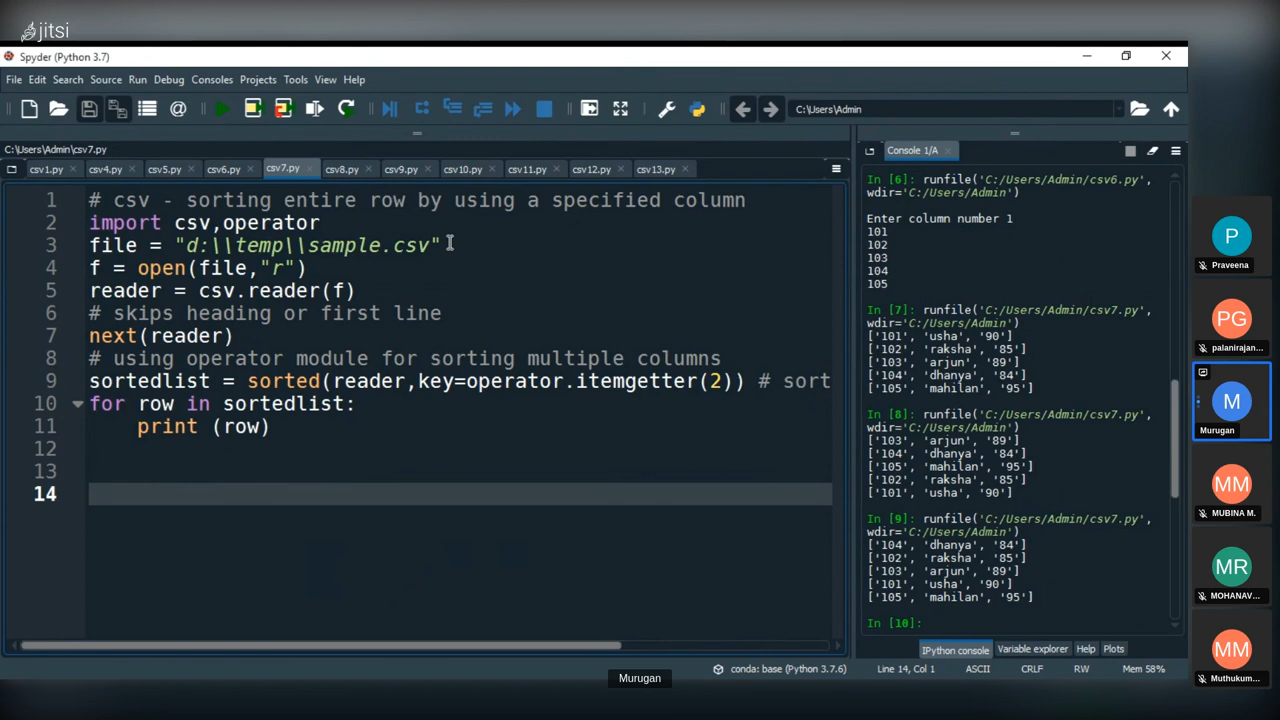 jitsi
Spyder (Python 3.7)
File Edit Search Source Run Debug Consoles Projects Tools View Help
C:\Users\Admin
C:\Users\Admin\csv7.py
csv1.py csv4.py csv5.py csv6.py csv7.py csv8.py csv9.py csv10.py csv11.py csv12.py csv13.py
1 # csv - sorting entire row by using a specified column
2 import csv,operator
3 file = "d:\\temp\\sample.csv"
4 f = open(file,"r")
5 reader = csv.reader(f)
6 # skips heading or first line
7 next(reader)
8 # using operator module for sorting multiple columns
9 sortedlist = sorted(reader,key=operator.itemgetter(2)) # sort
10 for row in sortedlist:
11 print (row)
12
13
14
Console 1/A
In [6]: runfile('C:/Users/Admin/csv6.py',
wdir='C:/Users/Admin')
Enter column number 1
101
102
103
104
105
In [7]: runfile('C:/Users/Admin/csv7.py',
wdir='C:/Users/Admin')
['101', 'usha', '90']
['102', 'raksha', '85']
['103', 'arjun', '89']
['104', 'dhanya', '84']
['105', 'mahilan', '95']
In [8]: runfile('C:/Users/Admin/csv7.py',
wdir='C:/Users/Admin')
['103', 'arjun', '89']
['104', 'dhanya', '84']
['105', 'mahilan', '95']
['102', 'raksha', '85']
['101', 'usha', '90']
In [9]: runfile('C:/Users/Admin/csv7.py',
wdir='C:/Users/Admin')
['104', 'dhanya', '84']
['102', 'raksha', '85']
['103', 'arjun', '89']
['101', 'usha', '90']
['105', 'mahilan', '95']
In [10]:
IPython console Variable explorer Help Plots
conda: base (Python 3.7.6) Line 14, Col 1 ASCII CRLF RW Mem 58%
Murugan
P
Praveena
PG
palanirajan...
M
Murugan
MM
MUBINA M.
MR
MOHANAV...
MM
Muthukum...